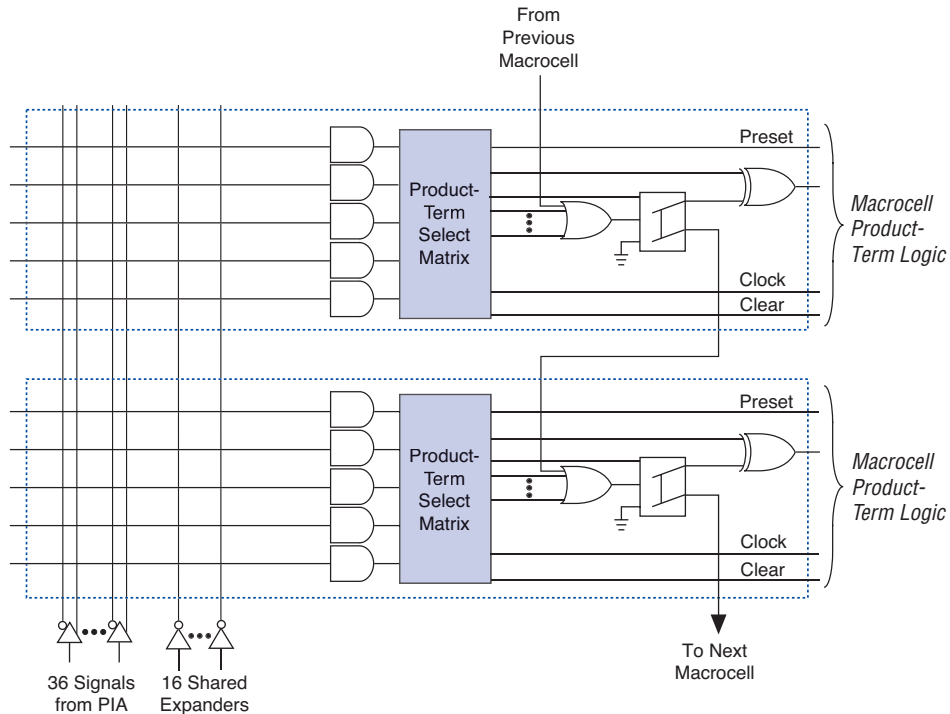 From
Previous
Macrocell
Preset
Product-
Term
Select
Matrix
Macrocell
Product-
Term Logic
Clock
Clear
Preset
Product-
Term
Select
Matrix
Macrocell
Product-
Term Logic
Clock
Clear
To Next
Macrocell
36 Signals
from PIA
16 Shared
Expanders